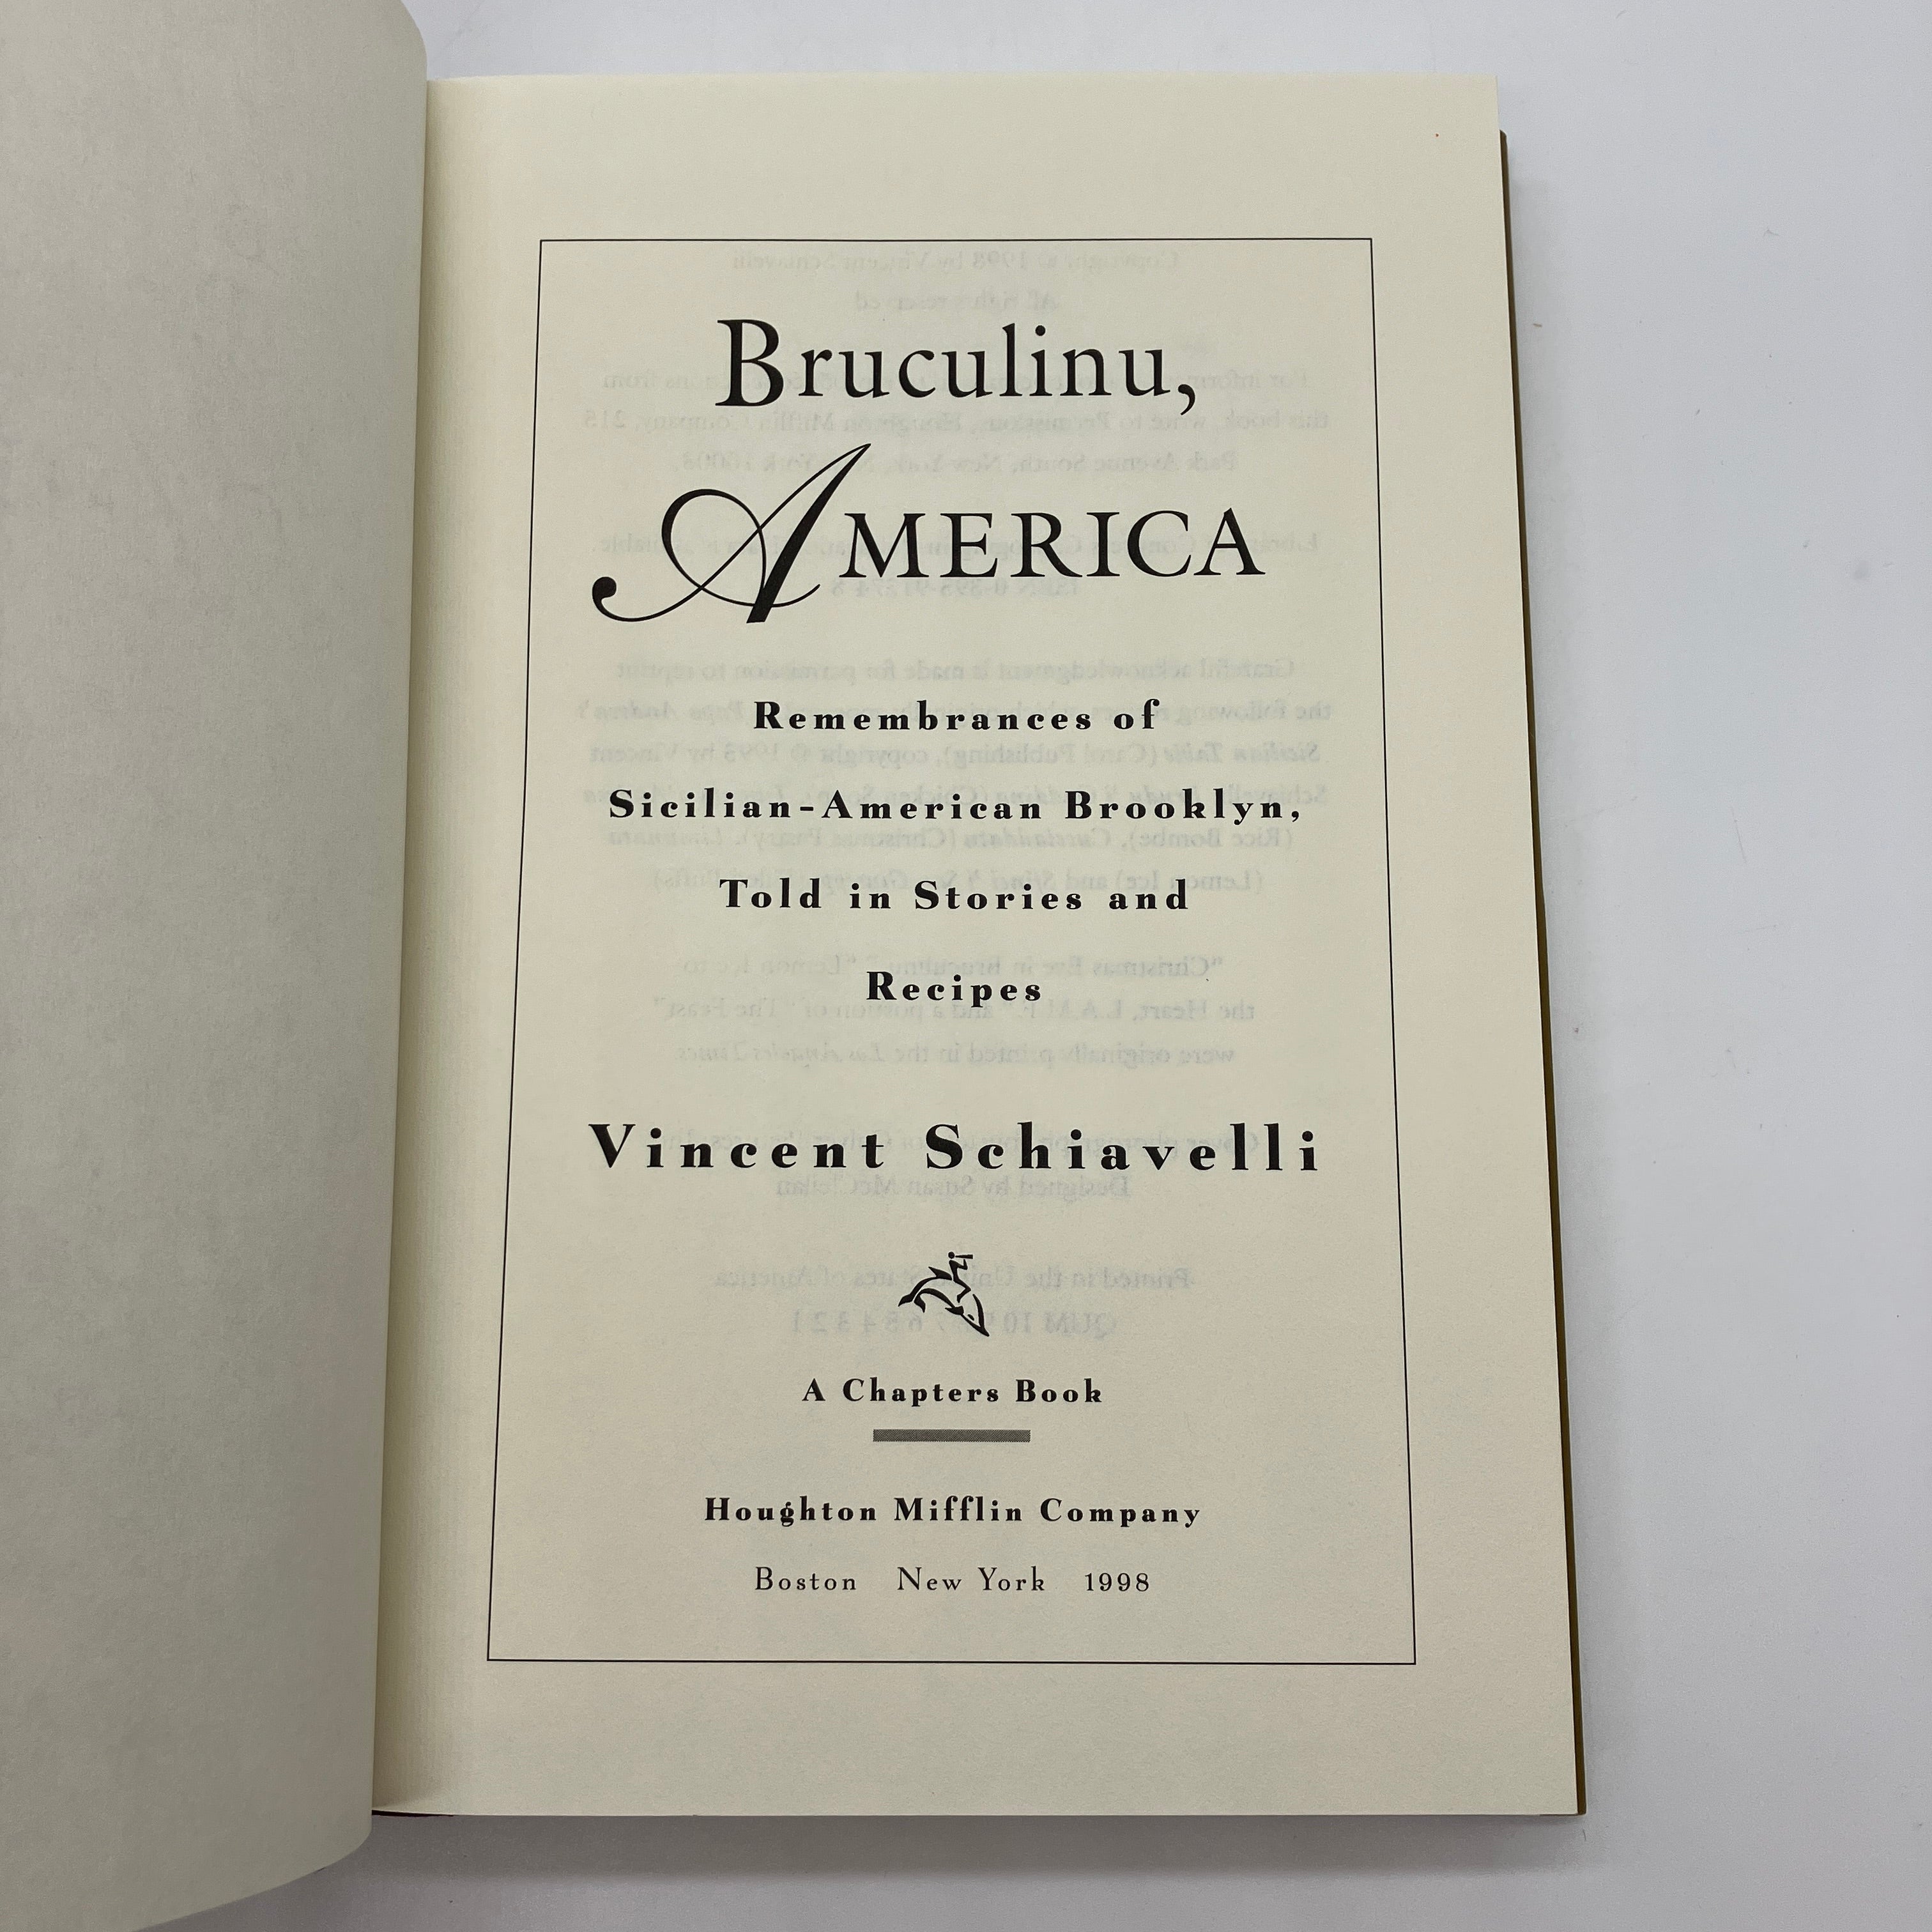 Bruculinu,
AMERICA
Remembrances of
Sicilian-American Brooklyn,
Told in Stories and
Recipes
Vincent Schiavelli
A Chapters Book
Houghton Mifflin Company
Boston New York 1998